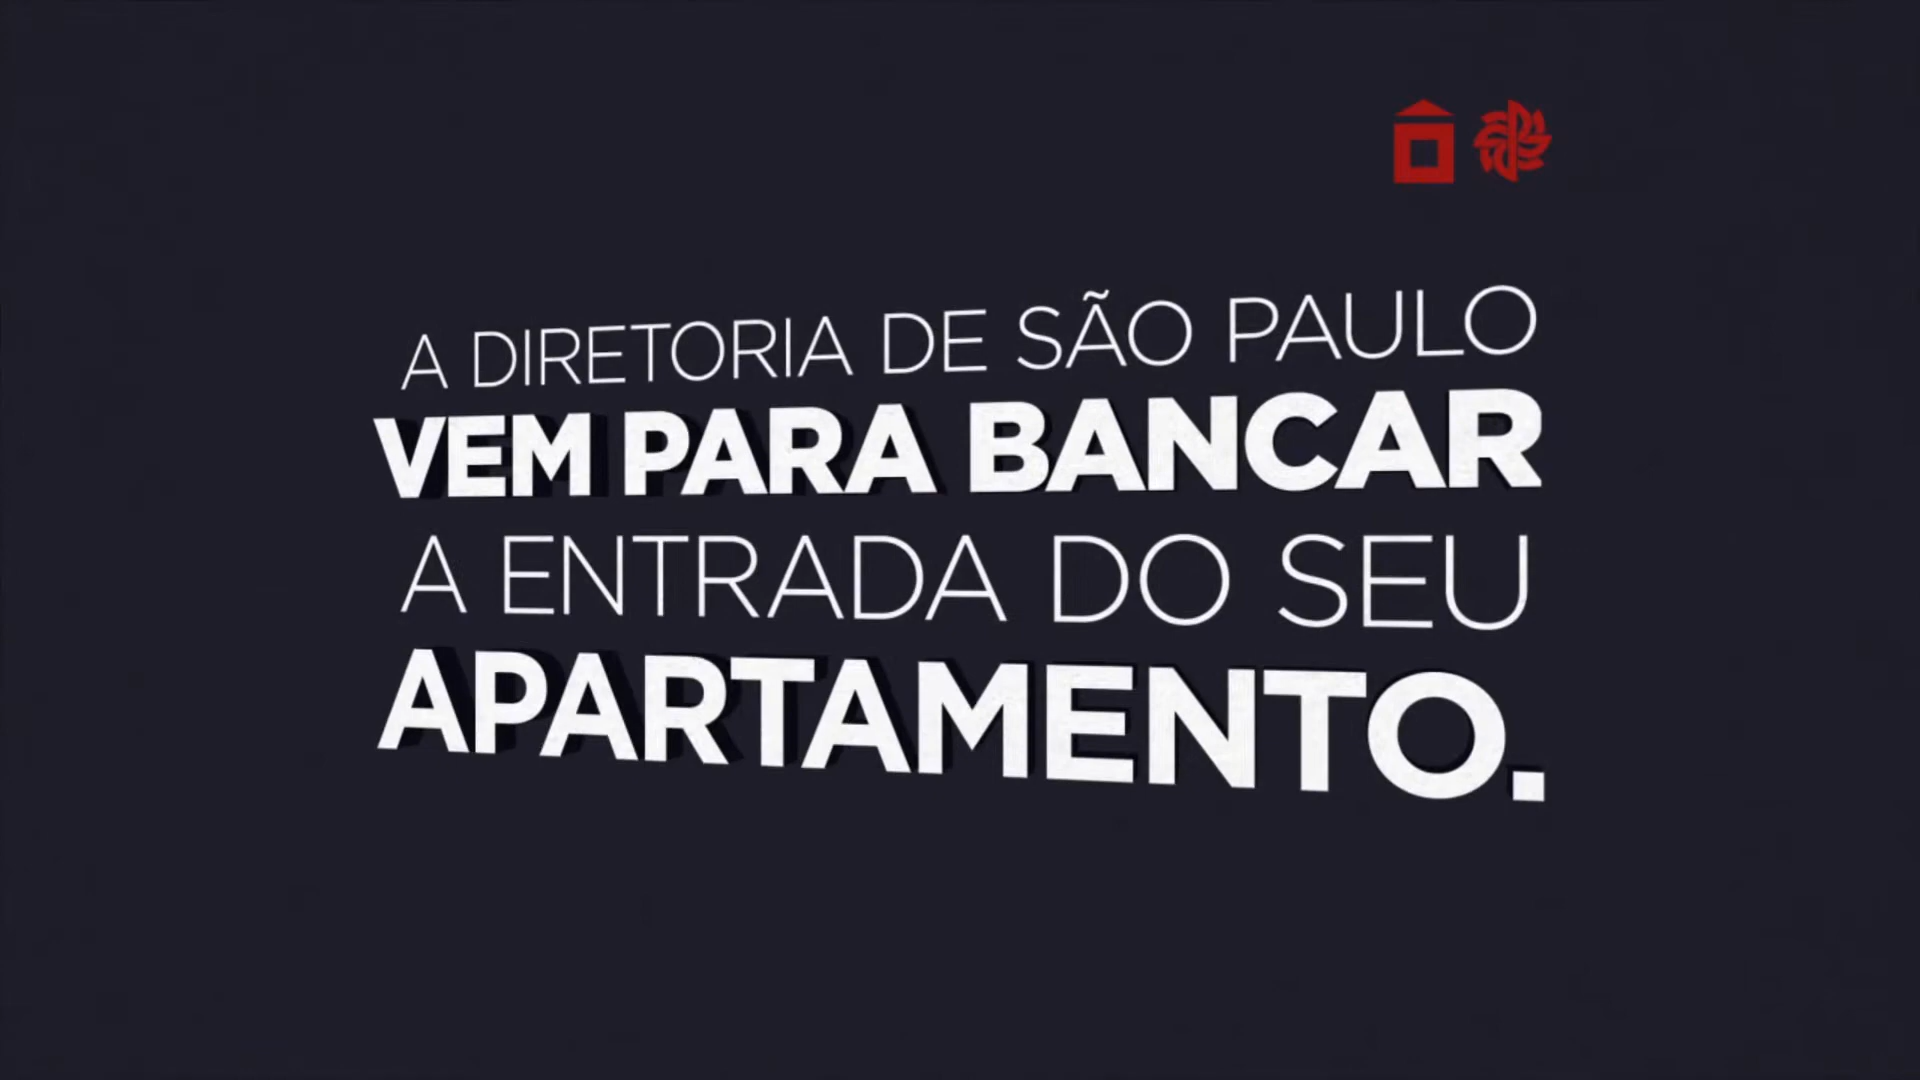 A DIRETORIA DE SÃO PAULO
VEM PARA BANCAR
A ENTRADA DO SEU
APARTAMENTO.